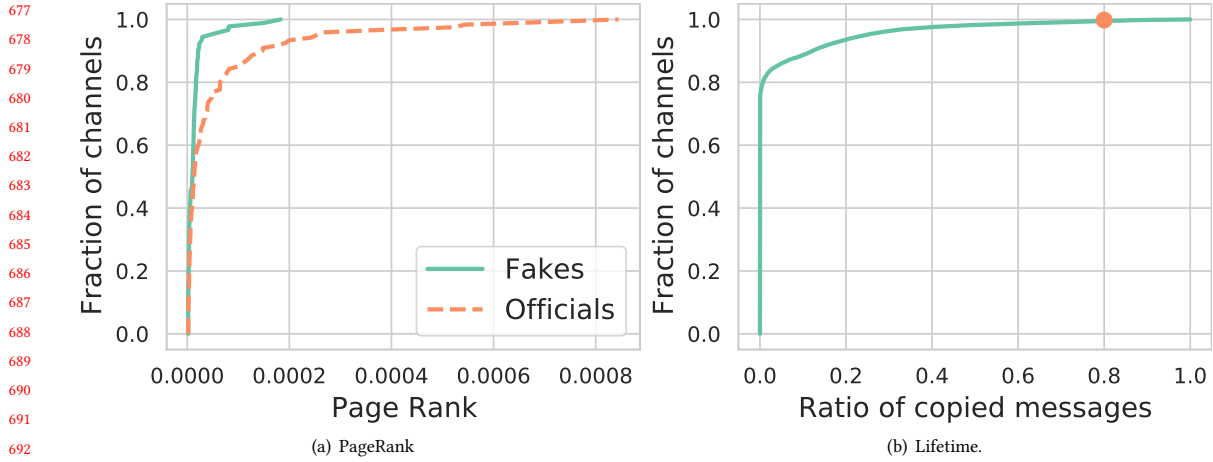 677
678
679
680
681
682
683
684
685
686
687
688
689
690
691
692
Fraction of channels
1.0
0.8
0.6
0.4
0.2
0.0
Fakes
Officials
0.0000 0.0002 0.0004 0.0006 0.0008
Page Rank
(a) PageRank
Fraction of channels
1.0
0.8
0.6
0.4
0.2
0.0
0.0 0.2 0.4 0.6 0.8 1.0
Ratio of copied messages
(b) Lifetime.